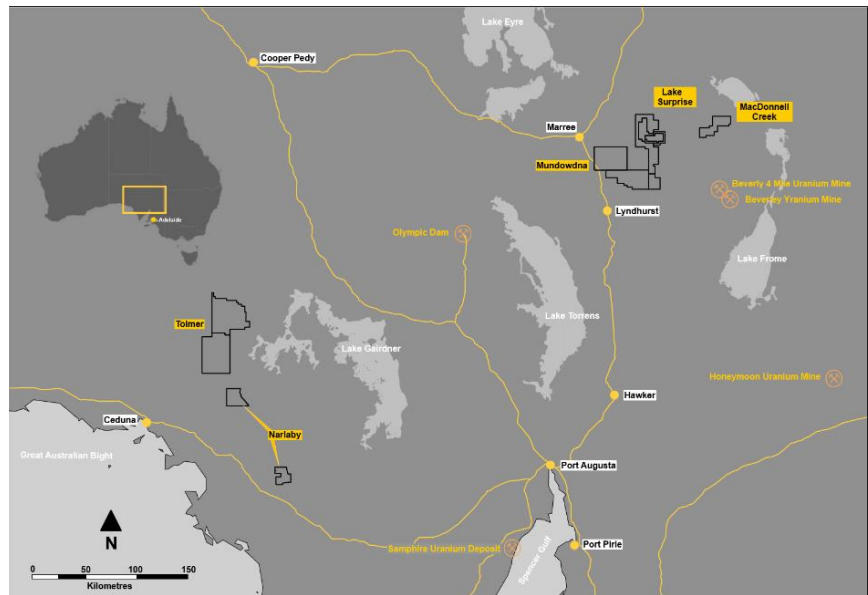 Lake Eyre
Cooper Pedy
Lake
Surprise
MacDonnell
Creek
Marree
Mundowdna
Beverly 4 Mile Uranium Mine
Beverley Yranium Mine
Adelaide
Lyndhurst
Olympic Dam
Lake Frome
Lake Torrens
Tolmer
Lake Gairdner
Honeymoon Uranium Mine
Hawker
Ceduna
Narlaby
Great Australian Bight
Port Augusta
N
Samphire Uranium Deposit
Port Pirie
Spencer Gulf
0 50 100 150
Kilometres